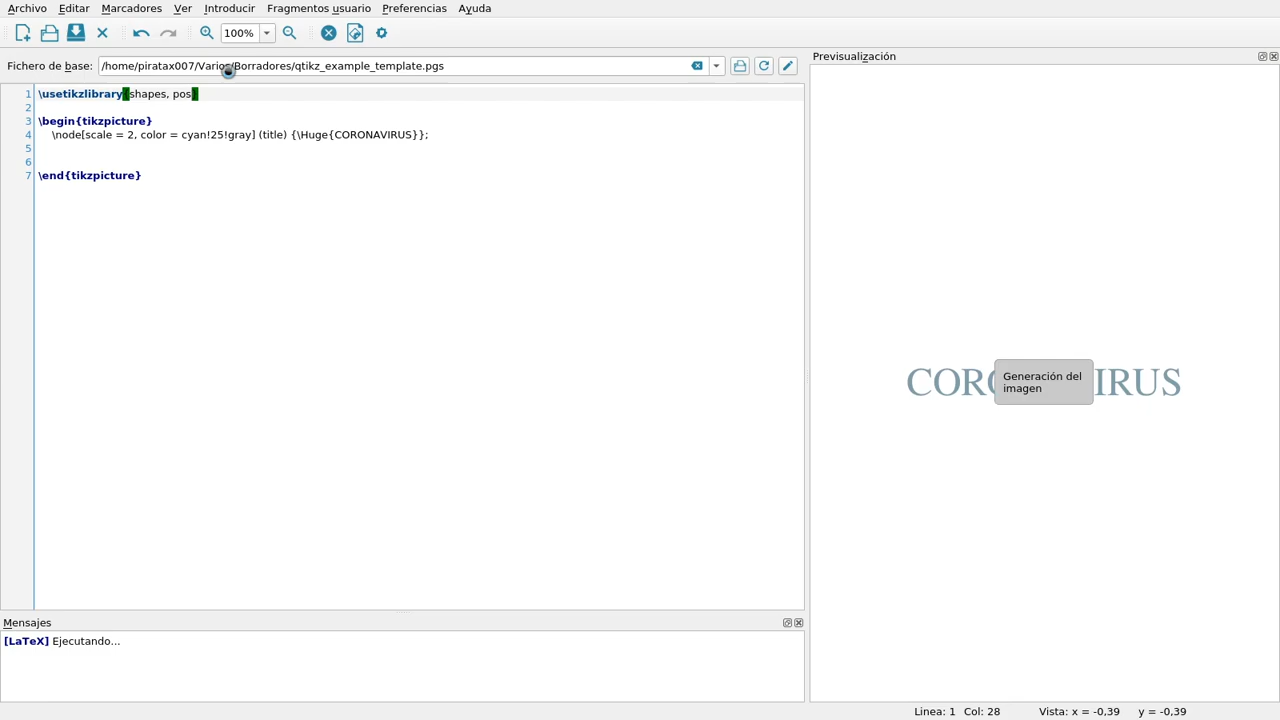 Archivo Editar Marcadores Ver Introducir Fragmentos usuario Preferencias Ayuda
100%
Fichero de base: /home/piratax007/Varios/Borradores/qtikz_example_template.pgs
1 \usetikzlibrary{shapes, pos}
2
3 \begin{tikzpicture}
4 \node[scale = 2, color = cyan!25!gray] (title) {\Huge{CORONAVIRUS}};
5
6
7 \end{tikzpicture}
Mensajes
[LaTeX] Ejecutando...
Previsualización
CORO IRUS
Generación del
imagen
Linea: 1 Col: 28 Vista: x = -0,39 y = -0,39